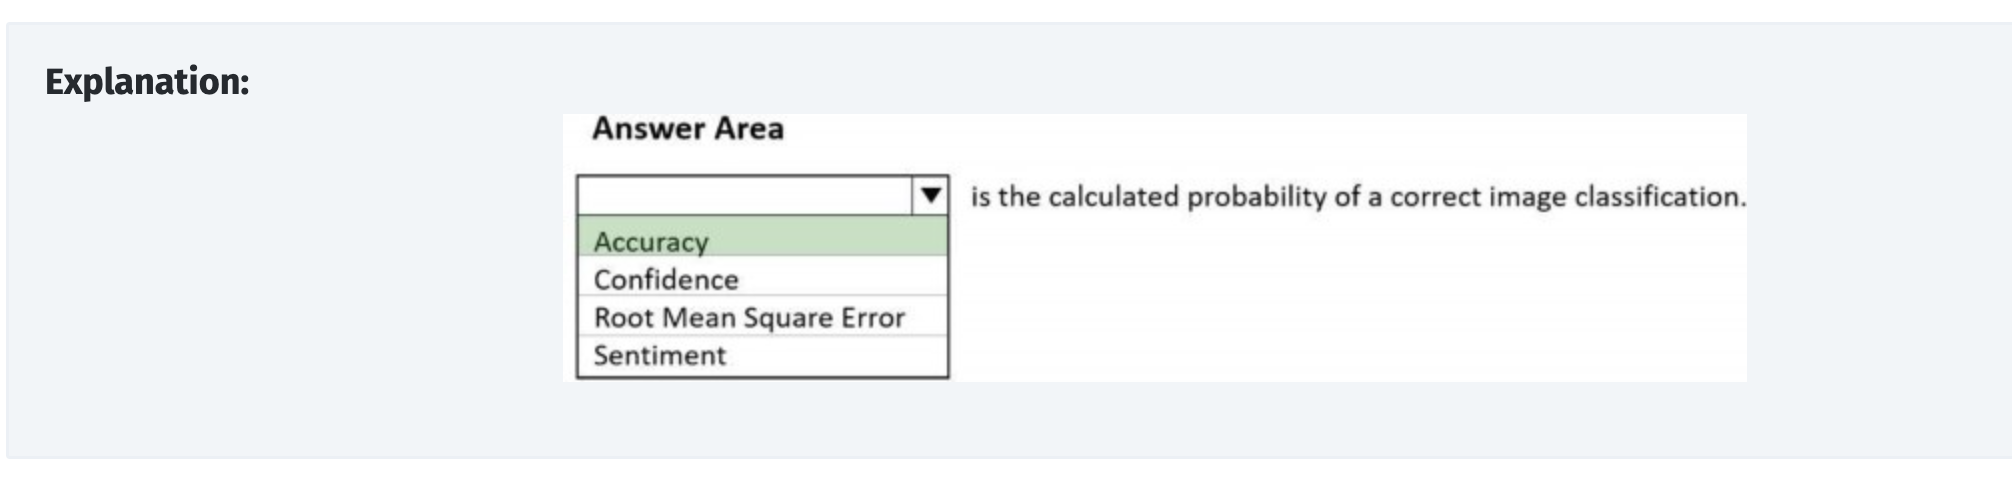 Explanation:
Answer Area
is the calculated probability of a correct image classification.
Accuracy
Confidence
Root Mean Square Error
Sentiment